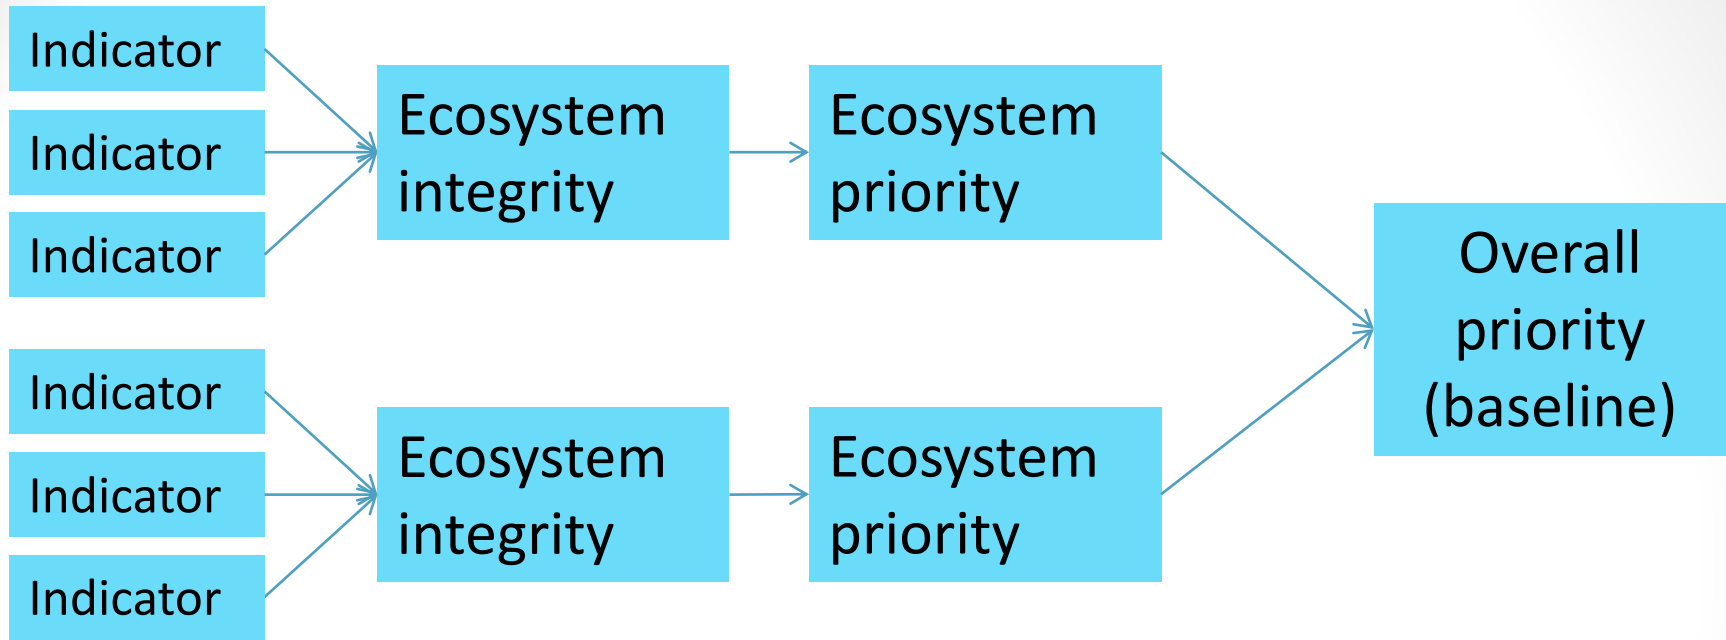 Indicator
Indicator
Indicator
Ecosystem
integrity
Ecosystem
priority
Indicator
Indicator
Indicator
Ecosystem
integrity
Ecosystem
priority
Overall
priority
(baseline)